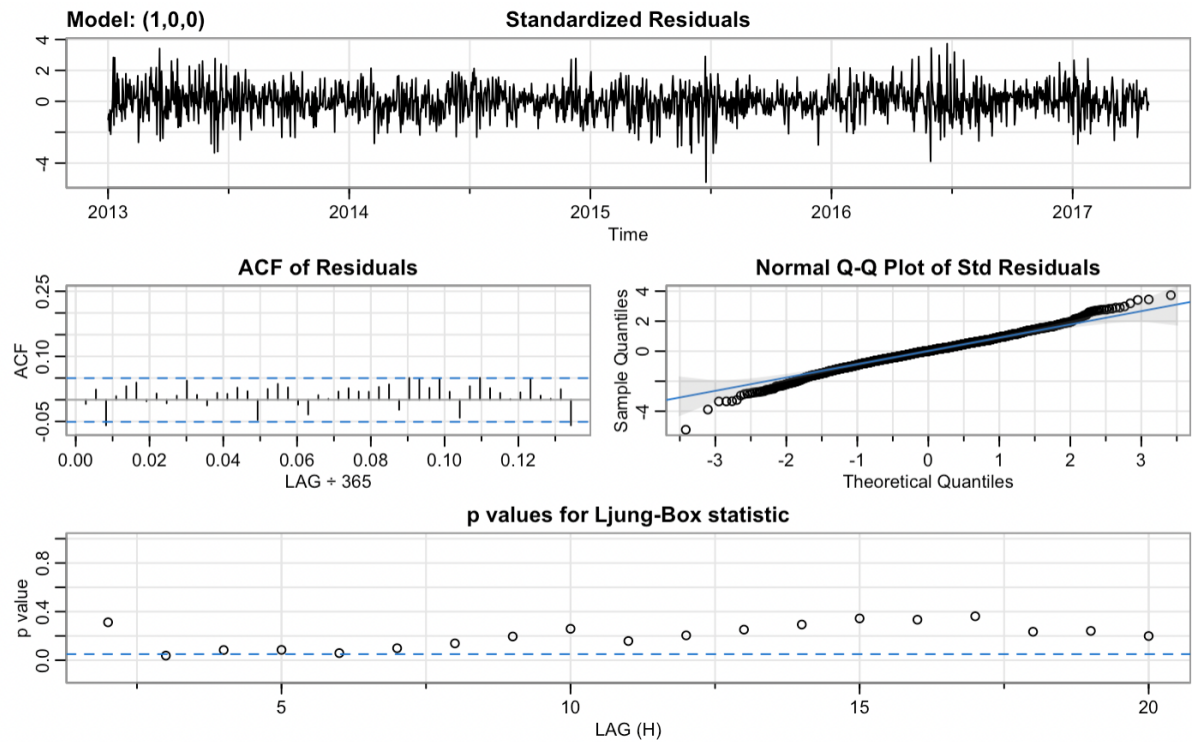 Model: (1,0,0) Standardized Residuals
4
2
0
-4
2013 2014 2015 2016 2017
Time
ACF of Residuals
ACF
0.25
0.10
-0.05
0.00 0.02 0.04 0.06 0.08 0.10 0.12
LAG ÷ 365
Normal Q-Q Plot of Std Residuals
Sample Quantiles
4
2
0
-4
-3 -2 -1 0 1 2 3
Theoretical Quantiles
p values for Ljung-Box statistic
p value
0.8
0.4
0.0
5 10 15 20
LAG (H)